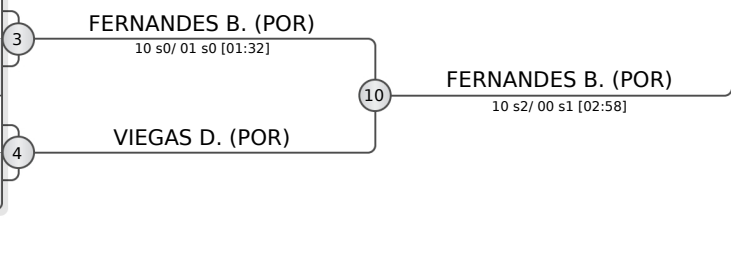 FERNANDES B. (POR)
3
10 s0/ 01 s0 [01:32]
FERNANDES B. (POR)
10
10 s2/ 00 s1 [02:58]
VIEGAS D. (POR)
4